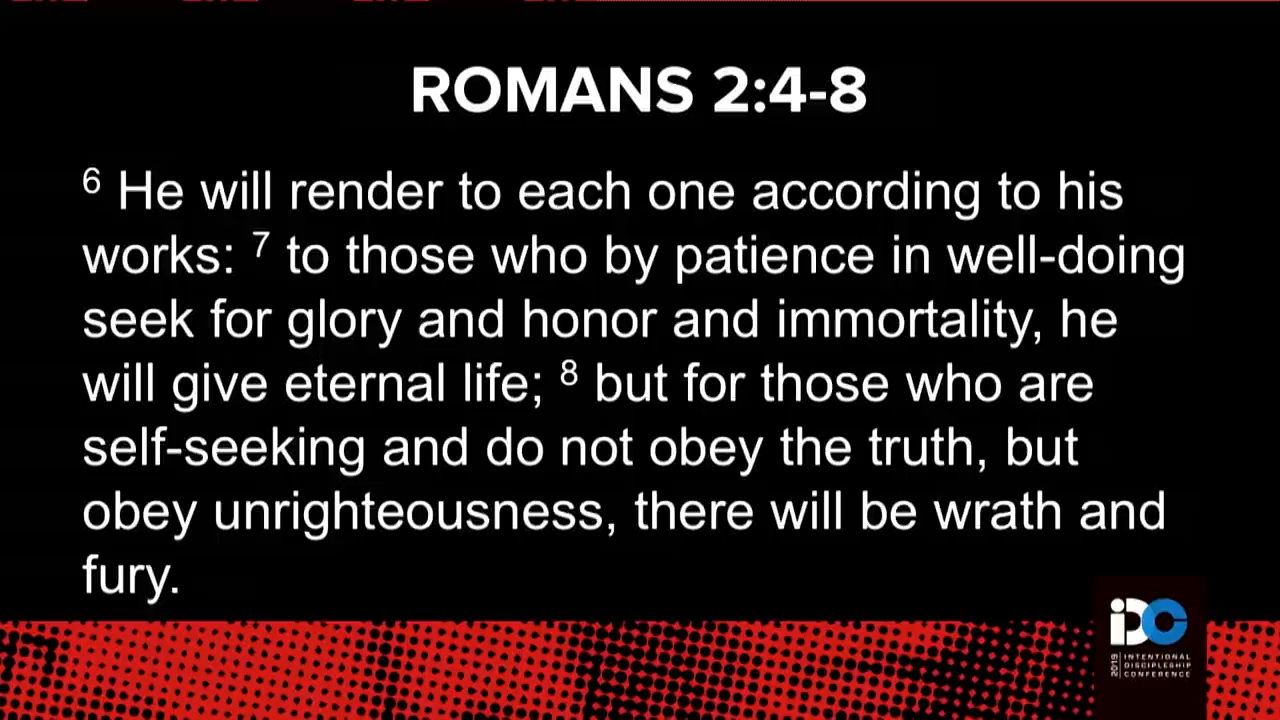 ROMANS 2:4-8
6 He will render to each one according to his
works: 7 to those who by patience in well-doing
seek for glory and honor and immortality, he
will give eternal life; 8 but for those who are
self-seeking and do not obey the truth, but
obey unrighteousness, there will be wrath and
fury.
iDC
2019
INTENTIONAL
DISCIPLESHIP
CONFERENCE